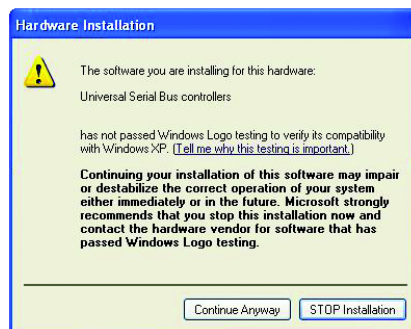 Hardware Installation
The software you are installing for this hardware:
Universal Serial Bus controllers
has not passed Windows Logo testing to verify its compatibility
with Windows XP. (Tell me why this testing is important.)
Continuing your installation of this software may impair
or destabilize the correct operation of your system
either immediately or in the future. Microsoft strongly
recommends that you stop this installation now and
contact the hardware vendor for software that has
passed Windows Logo testing.
Continue Anyway STOP Installation